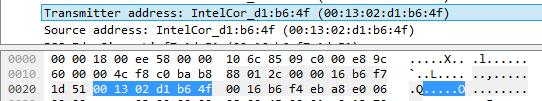 Transmitter address: IntelCor_d1:b6:4f (00:13:02:d1:b6:4f)
Source address: IntelCor_d1:b6:4f (00:13:02:d1:b6:4f)
0000 00 00 18 00 ee 58 00 00 10 6c 85 09 c0 00 e8 9c .....X.. .l......
0010 60 00 00 4c f8 c0 ba b8 88 01 2c 00 00 16 b6 f7 `..L.... ..,.....
0020 1d 51 00 13 02 d1 b6 4f 00 16 b6 f4 eb a8 e0 06 .Q.....O ........